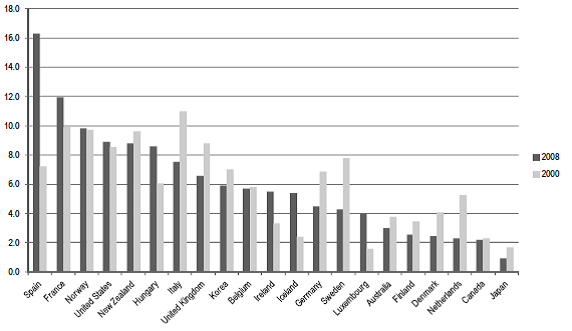 18.0
16.0
14.0
12.0
10.0
8.0
6.0
4.0
2.0
0.0
2008
2000
Spain
France
Norway
United States
New Zealand
Hungary
Italy
United Kingdom
Korea
Belgium
Ireland
Iceland
Germany
Sweden
Luxembourg
Australia
Finland
Denmark
Netherlands
Canada
Japan